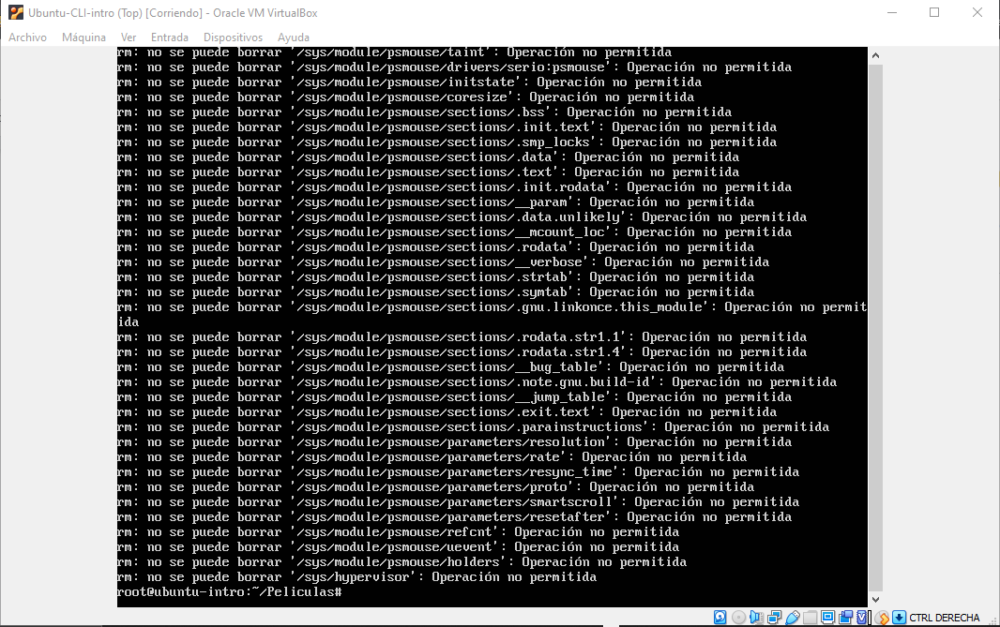 Ubuntu-CLI-intro (Top) [Corriendo] - Oracle VM VirtualBox
Archivo Máquina Ver Entrada Dispositivos Ayuda
rm: no se puede borrar '/sys/module/psmouse/taint': Operación no permitida
rm: no se puede borrar '/sys/module/psmouse/drivers/serio:psmouse': Operación no permitida
rm: no se puede borrar '/sys/module/psmouse/initstate': Operación no permitida
rm: no se puede borrar '/sys/module/psmouse/coresize': Operación no permitida
rm: no se puede borrar '/sys/module/psmouse/sections/.bss': Operación no permitida
rm: no se puede borrar '/sys/module/psmouse/sections/.init.text': Operación no permitida
rm: no se puede borrar '/sys/module/psmouse/sections/.smp_locks': Operación no permitida
rm: no se puede borrar '/sys/module/psmouse/sections/.data': Operación no permitida
rm: no se puede borrar '/sys/module/psmouse/sections/.text': Operación no permitida
rm: no se puede borrar '/sys/module/psmouse/sections/.init.rodata': Operación no permitida
rm: no se puede borrar '/sys/module/psmouse/sections/__param': Operación no permitida
rm: no se puede borrar '/sys/module/psmouse/sections/.data.unlikely': Operación no permitida
rm: no se puede borrar '/sys/module/psmouse/sections/__mcount_loc': Operación no permitida
rm: no se puede borrar '/sys/module/psmouse/sections/.rodata': Operación no permitida
rm: no se puede borrar '/sys/module/psmouse/sections/__verbose': Operación no permitida
rm: no se puede borrar '/sys/module/psmouse/sections/.strtab': Operación no permitida
rm: no se puede borrar '/sys/module/psmouse/sections/.symtab': Operación no permitida
rm: no se puede borrar '/sys/module/psmouse/sections/.gnu.linkonce.this_module': Operación no permit
ida
rm: no se puede borrar '/sys/module/psmouse/sections/.rodata.str1.1': Operación no permitida
rm: no se puede borrar '/sys/module/psmouse/sections/.rodata.str1.4': Operación no permitida
rm: no se puede borrar '/sys/module/psmouse/sections/__bug_table': Operación no permitida
rm: no se puede borrar '/sys/module/psmouse/sections/.note.gnu.build-id': Operación no permitida
rm: no se puede borrar '/sys/module/psmouse/sections/__jump_table': Operación no permitida
rm: no se puede borrar '/sys/module/psmouse/sections/.exit.text': Operación no permitida
rm: no se puede borrar '/sys/module/psmouse/sections/.parainstructions': Operación no permitida
rm: no se puede borrar '/sys/module/psmouse/parameters/resolution': Operación no permitida
rm: no se puede borrar '/sys/module/psmouse/parameters/rate': Operación no permitida
rm: no se puede borrar '/sys/module/psmouse/parameters/resync_time': Operación no permitida
rm: no se puede borrar '/sys/module/psmouse/parameters/proto': Operación no permitida
rm: no se puede borrar '/sys/module/psmouse/parameters/smartscroll': Operación no permitida
rm: no se puede borrar '/sys/module/psmouse/parameters/resetafter': Operación no permitida
rm: no se puede borrar '/sys/module/psmouse/refcnt': Operación no permitida
rm: no se puede borrar '/sys/module/psmouse/uevent': Operación no permitida
rm: no se puede borrar '/sys/module/psmouse/holders': Operación no permitida
rm: no se puede borrar '/sys/hypervisor': Operación no permitida
root@ubuntu-intro:~/Peliculas#
CTRL DERECHA